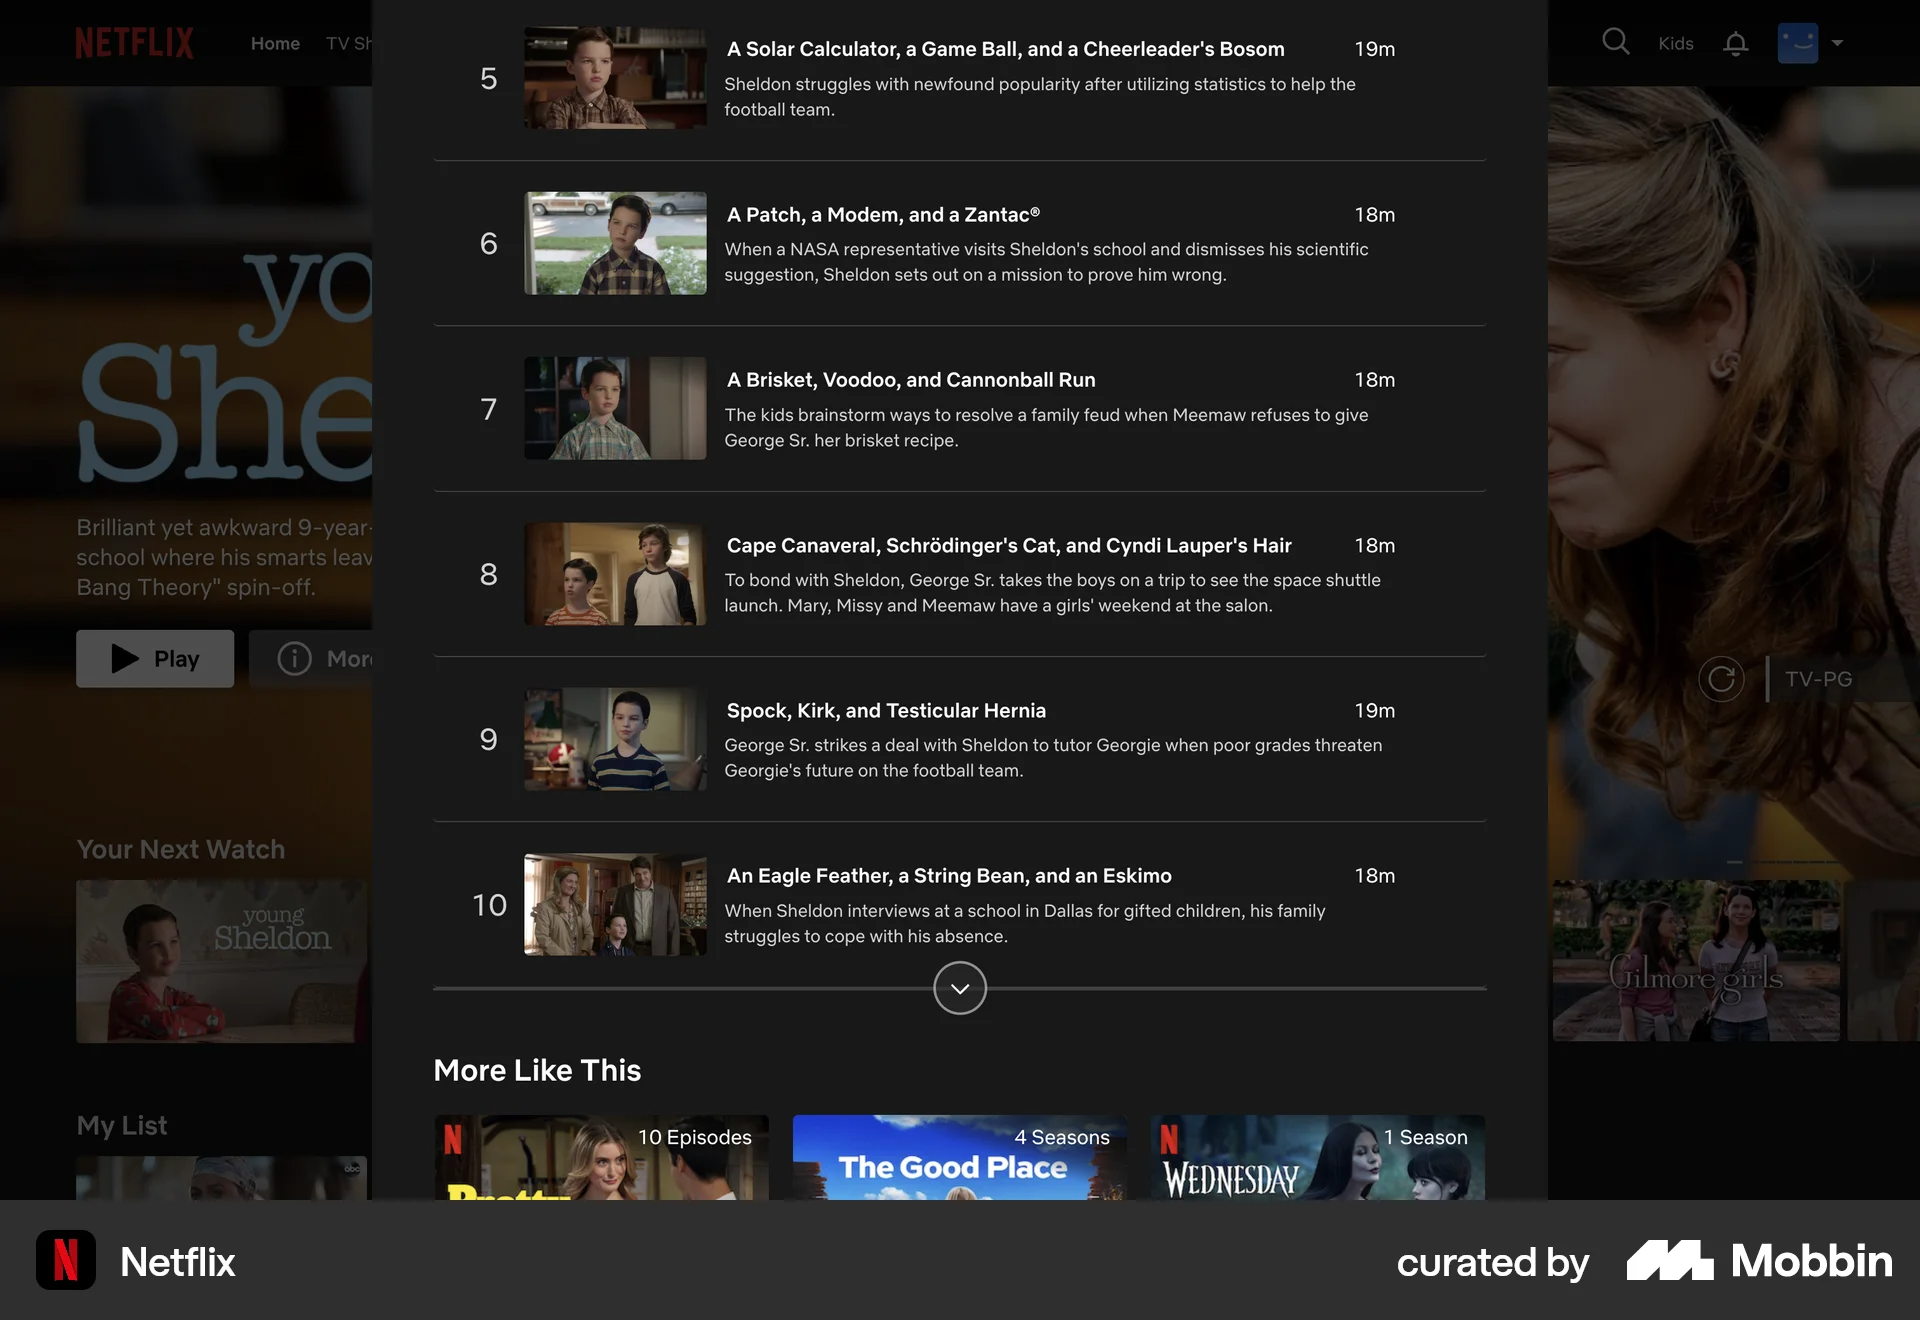 NETFLIX
Home
TV Sh
Kids
5
A Solar Calculator, a Game Ball, and a Cheerleader's Bosom
19m
Sheldon struggles with newfound popularity after utilizing statistics to help the
football team.
6
A Patch, a Modem, and a Zantac®
18m
When a NASA representative visits Sheldon's school and dismisses his scientific
suggestion, Sheldon sets out on a mission to prove him wrong.
7
A Brisket, Voodoo, and Cannonball Run
18m
The kids brainstorm ways to resolve a family feud when Meemaw refuses to give
George Sr. her brisket recipe.
8
Cape Canaveral, Schrödinger's Cat, and Cyndi Lauper's Hair
18m
To bond with Sheldon, George Sr. takes the boys on a trip to see the space shuttle
launch. Mary, Missy and Meemaw have a girls' weekend at the salon.
9
Spock, Kirk, and Testicular Hernia
19m
George Sr. strikes a deal with Sheldon to tutor Georgie when poor grades threaten
Georgie's future on the football team.
10
An Eagle Feather, a String Bean, and an Eskimo
18m
When Sheldon interviews at a school in Dallas for gifted children, his family
struggles to cope with his absence.
yo
She
Brilliant yet awkward 9-year-
school where his smarts leav
Bang Theory" spin-off.
Play
More
TV-PG
Your Next Watch
young
Sheldon
Gilmore girls
My List
abc
More Like This
N
10 Episodes
Pretty
4 Seasons
The Good Place
N
1 Season
WEDNESDAY
N
Netflix
curated by
Mobbin